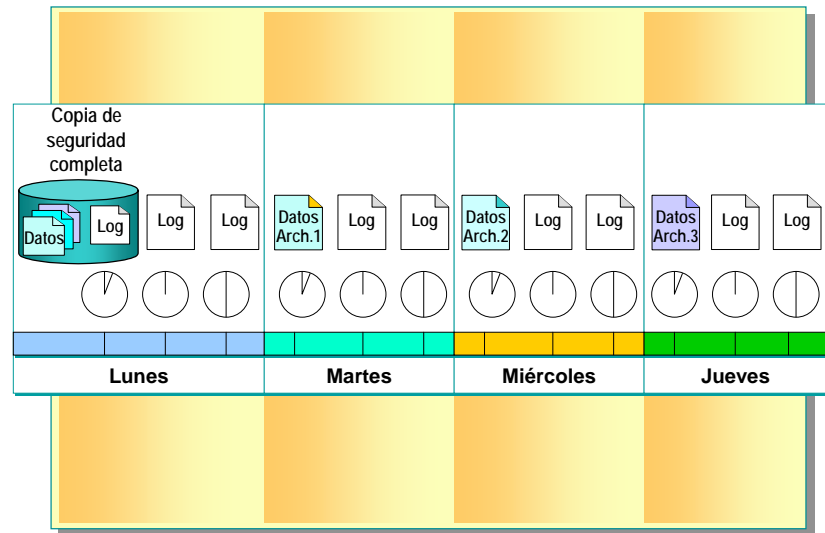 Copia de
seguridad
completa
Datos
Log
Log
Log
Datos
Arch.1
Log
Log
Datos
Arch.2
Log
Log
Datos
Arch.3
Log
Log
Lunes
Martes
Miércoles
Jueves